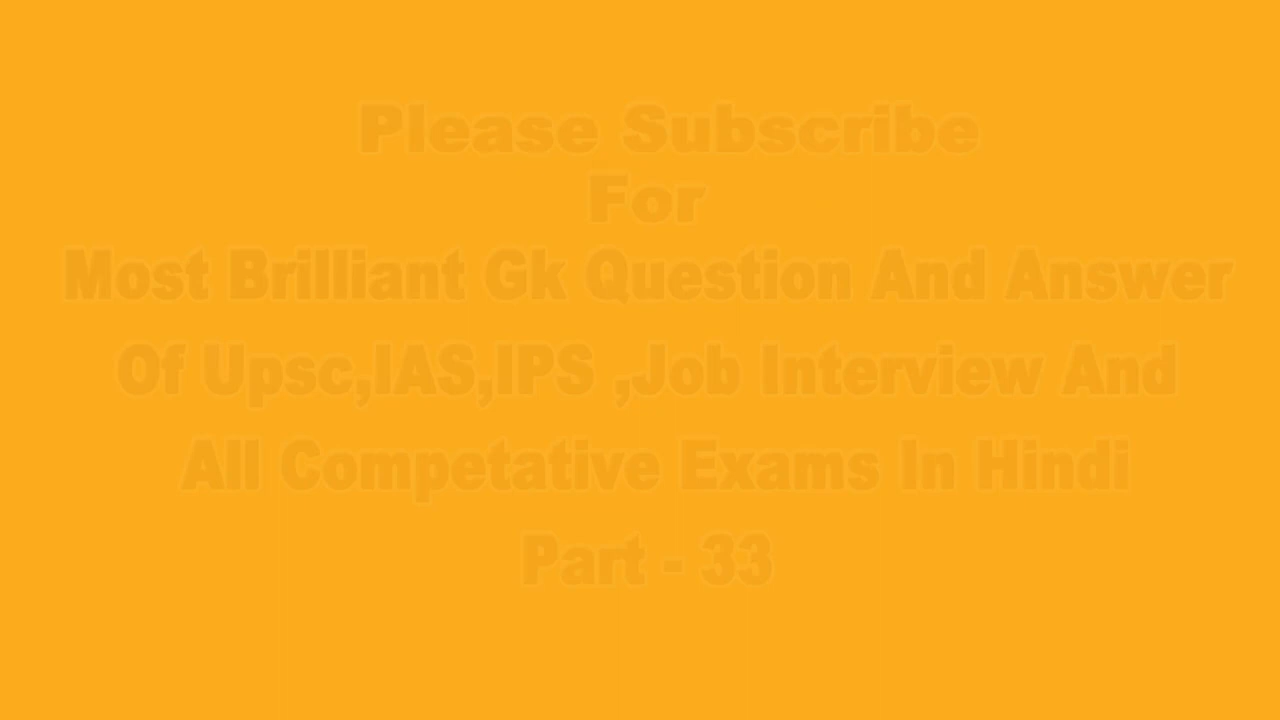 Please Subscribe
For
Most Brilliant Gk Question And Answer
Of Upsc,IAS,IPS ,Job Interview And
All Competative Exams In Hindi
Part - 33